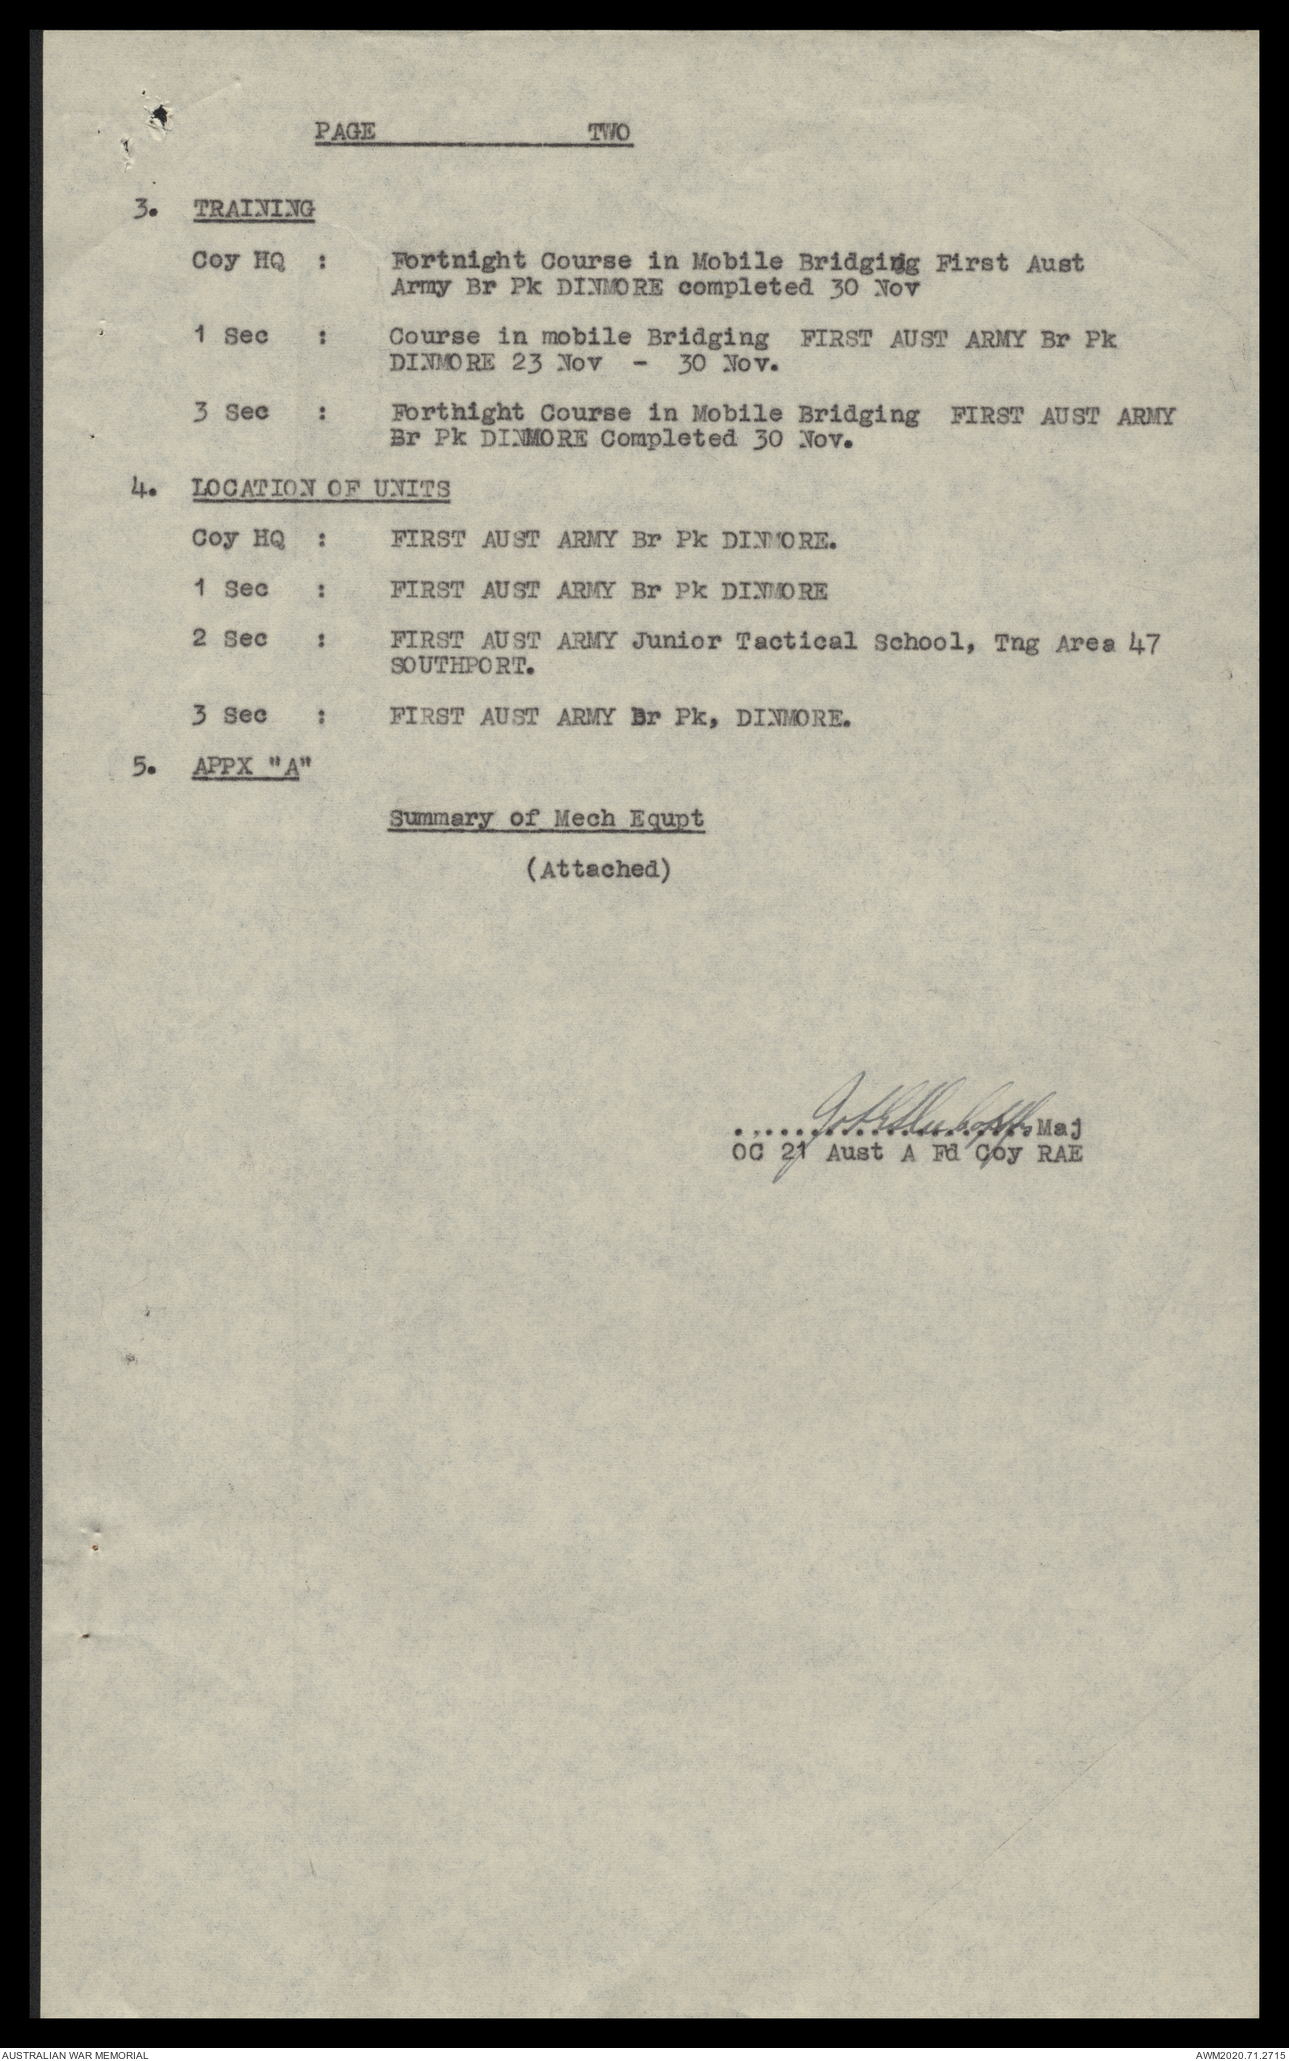 PAGE TWO
3. TRAINING
Coy HQ : Fortnight Course in Mobile Bridging First Aust
Army Br Pk DINMORE completed 30 Nov
1 Sec : Course in mobile Bridging FIRST AUST ARMY Br Pk
DINMORE 23 Nov - 30 Nov.
3 Sec : Forthight Course in Mobile Bridging FIRST AUST ARMY
Br Pk DINMORE Completed 30 Nov.
4. LOCATION OF UNITS
Coy HQ : FIRST AUST ARMY Br Pk DINMORE.
1 Sec : FIRST AUST ARMY Br Pk DINMORE
2 Sec : FIRST AUST ARMY Junior Tactical School, Tng Area 47
SOUTHPORT.
3 Sec : FIRST AUST ARMY Br Pk, DINMORE.
5. APPX "A"
Summary of Mech Equpt
(Attached)
....................Maj
OC 21 Aust A Fd Coy RAE
AUSTRALIAN WAR MEMORIAL
AWM2020.71.2715